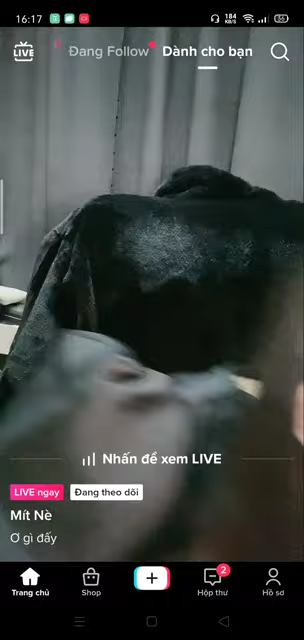 16:17
184
KB/S
LIVE
Đang Follow
Dành cho bạn
Nhấn để xem LIVE
LIVE ngay
Đang theo dõi
Mít Nè
Ơ gì đấy
2
Trang chủ
Shop
Hộp thư
Hồ sơ